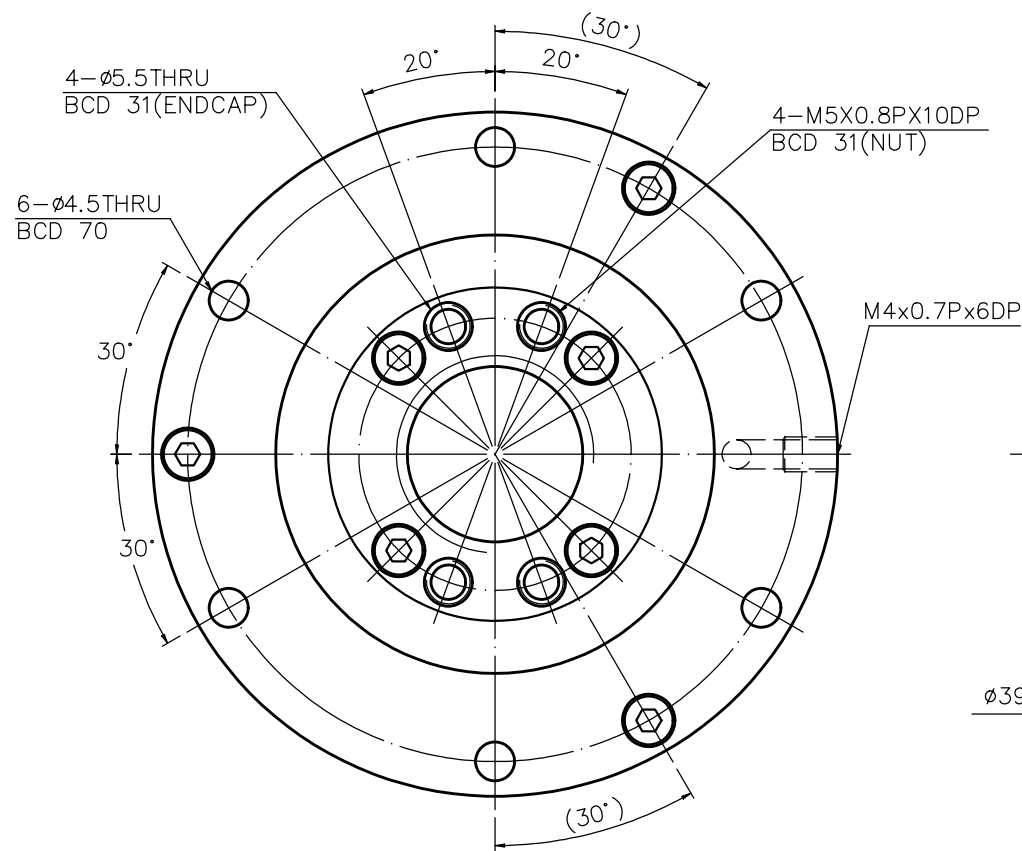 (30°)
20°
20°
4-ø5.5THRU
BCD 31(ENDCAP)
4-M5X0.8PX10DP
BCD 31(NUT)
6-ø4.5THRU
BCD 70
M4x0.7Px6DP
30°
30°
ø39
(30°)